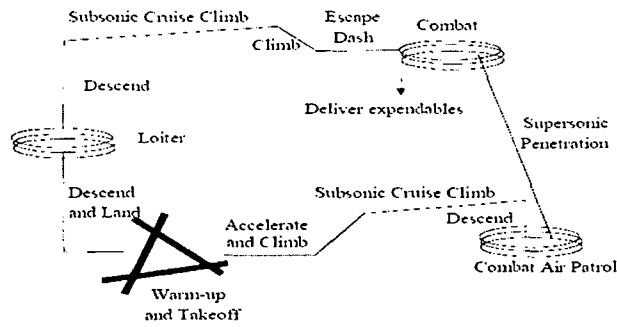 Subsonic Cruise Climb
Escape
Dash
Combat
Climb
Descend
Deliver expendables
Loiter
Supersonic
Penetration
Descend
and Land
Subsonic Cruise Climb
Accelerate
and Climb
Descend
Combat Air Patrol
Warm-up
and Takeoff